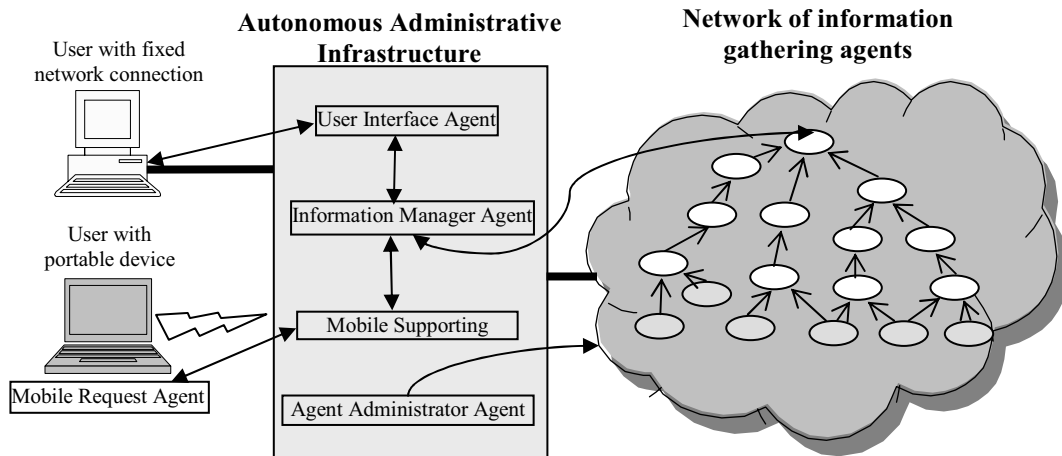 Autonomous Administrative
Infrastructure
Network of information
gathering agents
User with fixed
network connection
User Interface Agent
Information Manager Agent
User with
portable device
Mobile Supporting
Mobile Request Agent
Agent Administrator Agent